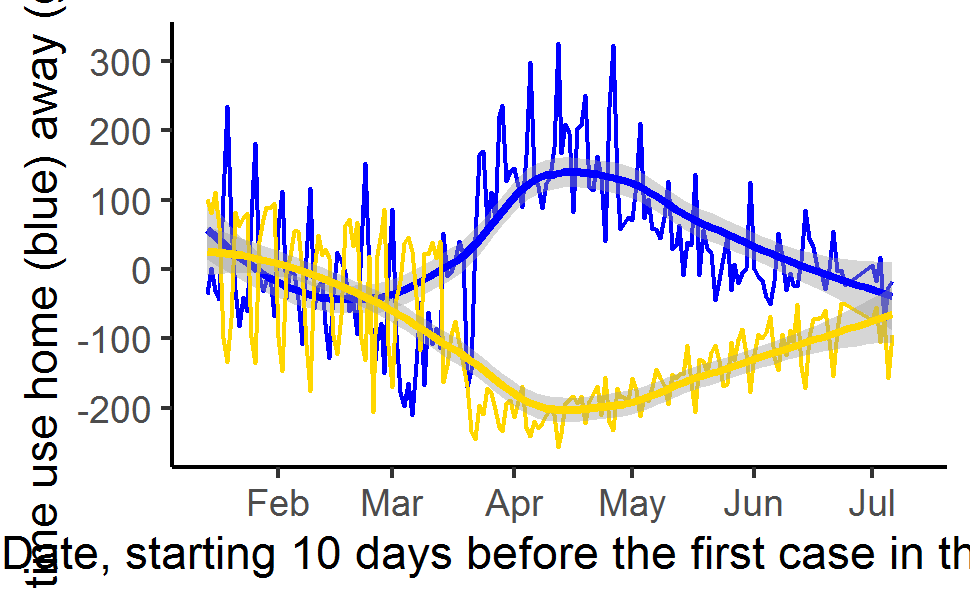 time use home (blue) away (
300
200
100
0
-100
-200
Feb Mar Apr May Jun Jul
Date, starting 10 days before the first case in th